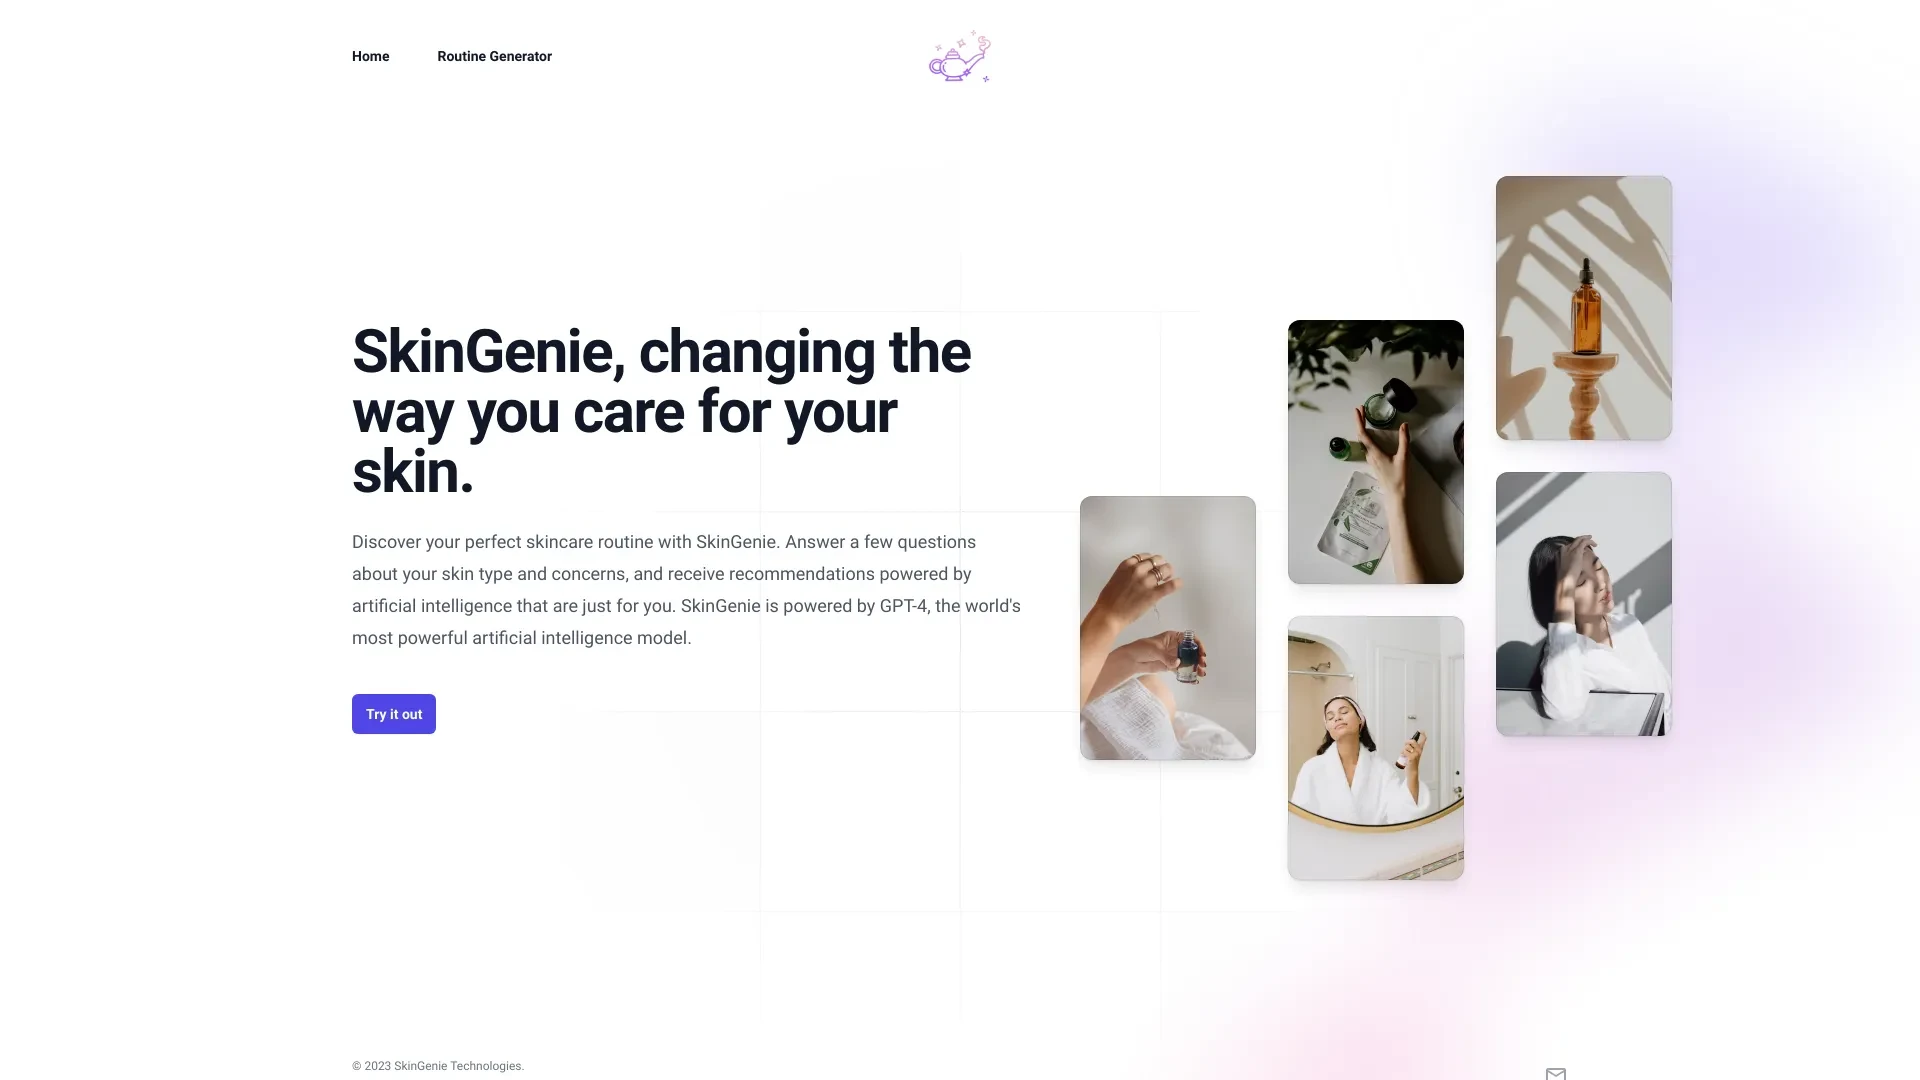 Home
Routine Generator
SkinGenie, changing the
way you care for your
skin.
Discover your perfect skincare routine with SkinGenie. Answer a few questions
about your skin type and concerns, and receive recommendations powered by
artificial intelligence that are just for you. SkinGenie is powered by GPT-4, the world's
most powerful artificial intelligence model.
Try it out
© 2023 SkinGenie Technologies.